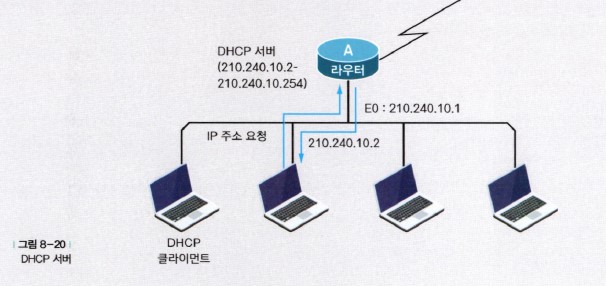 DHCP 서버
(210.240.10.2-
210.240.10.254)
A
라우터
E0 : 210.240.10.1
IP 주소 요청
210.240.10.2
DHCP
클라이언트
그림 8-20
DHCP 서버